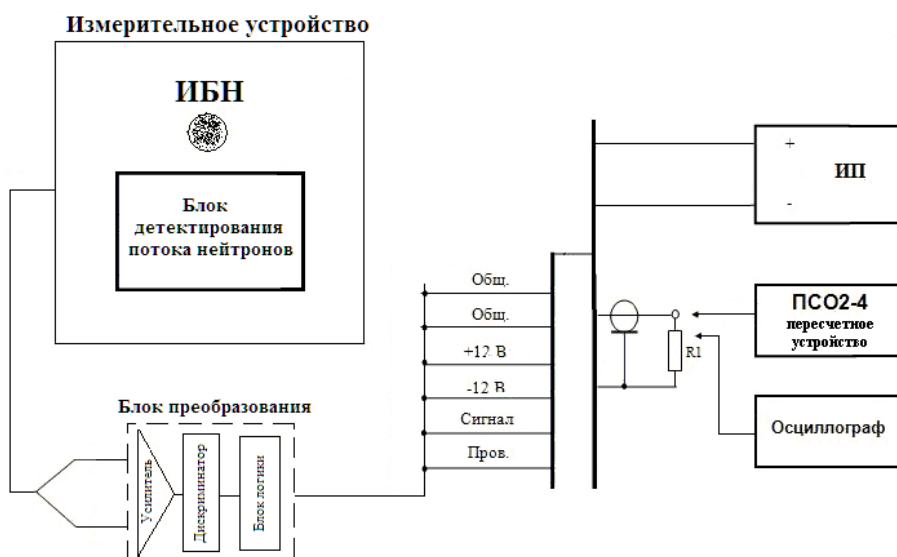 Измерительное устройство
ИБН
Блок
детектирования
потока нейтронов
+
ИП
-
Общ.
Общ.
+12 В
-12 В
Сигнал
Пров.
R1
ПСО2-4
пересчетное
устройство
Осциллограф
Блок преобразования
Усилитель
Дискриминатор
Блок логики